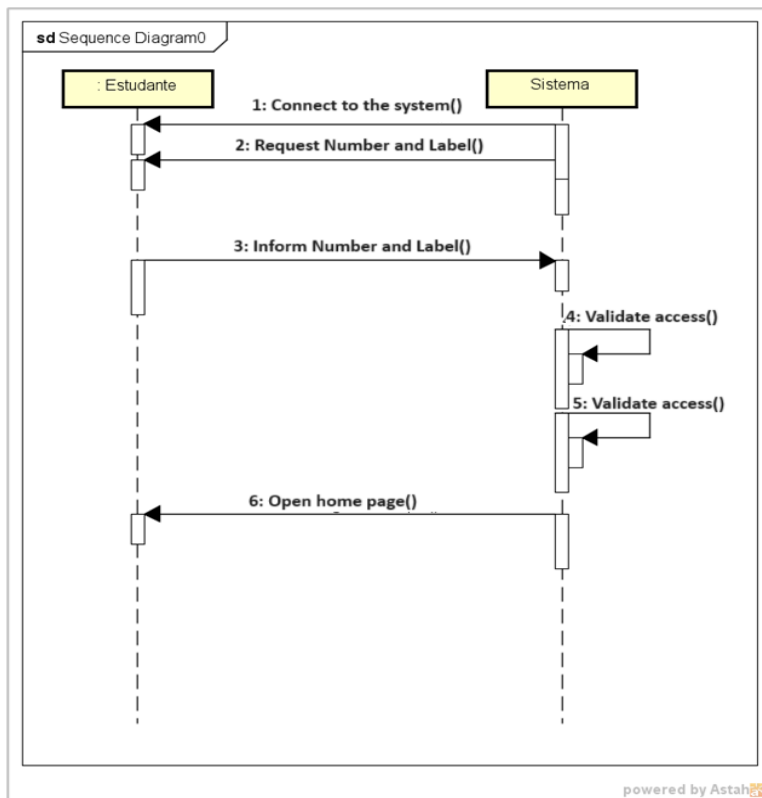 sd Sequence Diagram0
: Estudante
Sistema
1: Connect to the system()
2: Request Number and Label()
3: Inform Number and Label()
4: Validate access()
5: Validate access()
6: Open home page()
powered by Astah